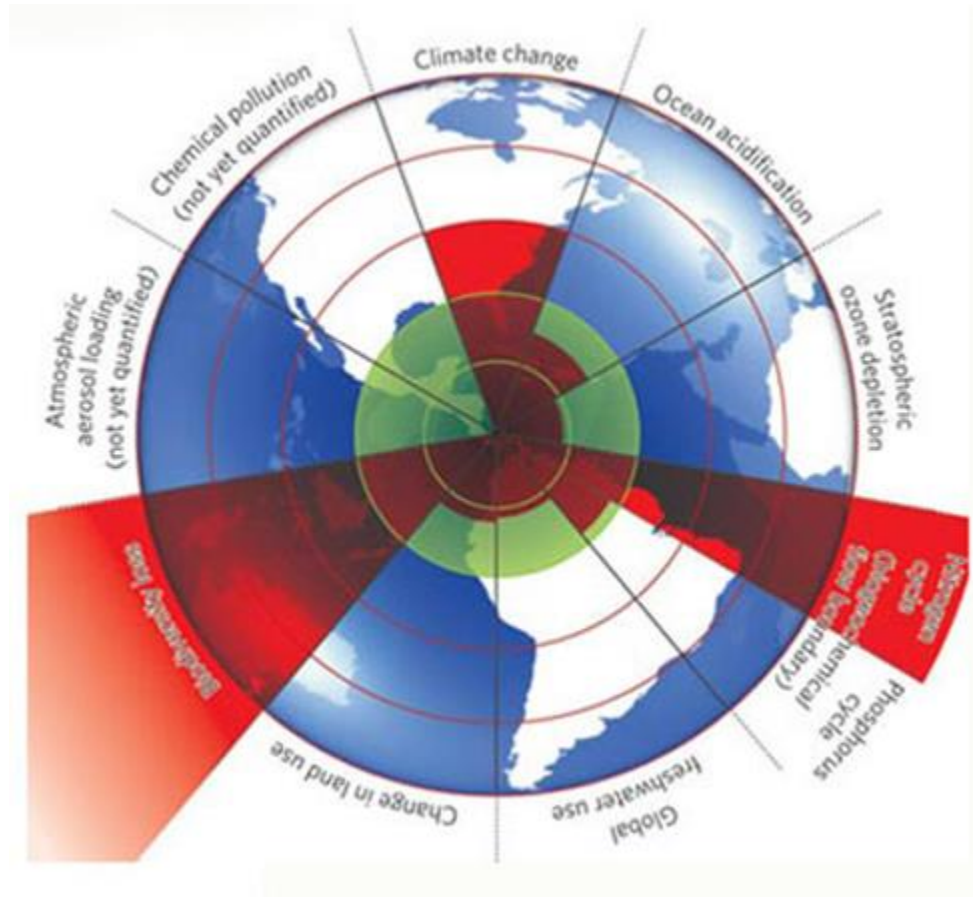 Climate change
Ocean acidification
Stratospheric
ozone depletion
Nitrogen
cycle
(biogeochemical
flow boundary)
Phosphorus
cycle
Global
freshwater use
Change in land use
Biodiversity loss
Atmospheric
aerosol loading
(not yet quantified)
Chemical pollution
(not yet quantified)